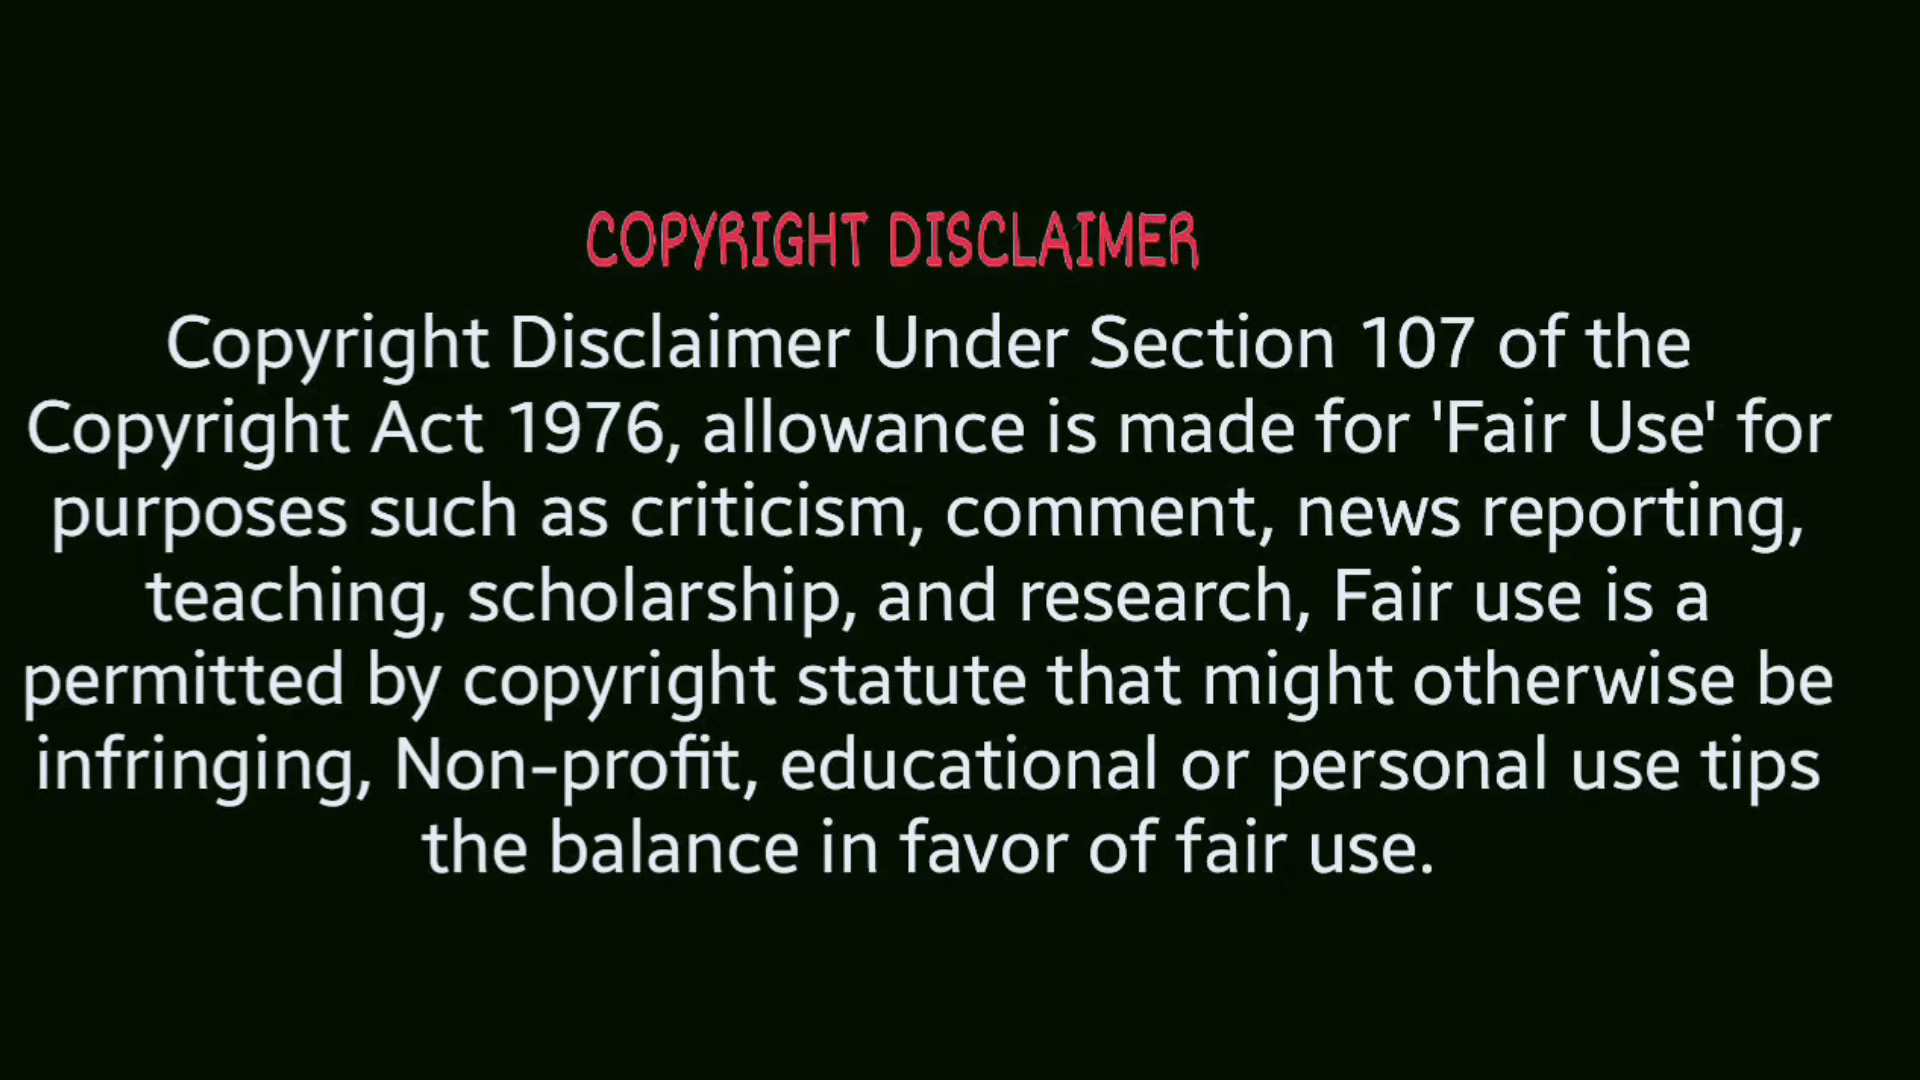 COPYRIGHT DISCLAIMER
Copyright Disclaimer Under Section 107 of the
Copyright Act 1976, allowance is made for 'Fair Use' for
purposes such as criticism, comment, news reporting,
teaching, scholarship, and research, Fair use is a
permitted by copyright statute that might otherwise be
infringing, Non-profit, educational or personal use tips
the balance in favor of fair use.